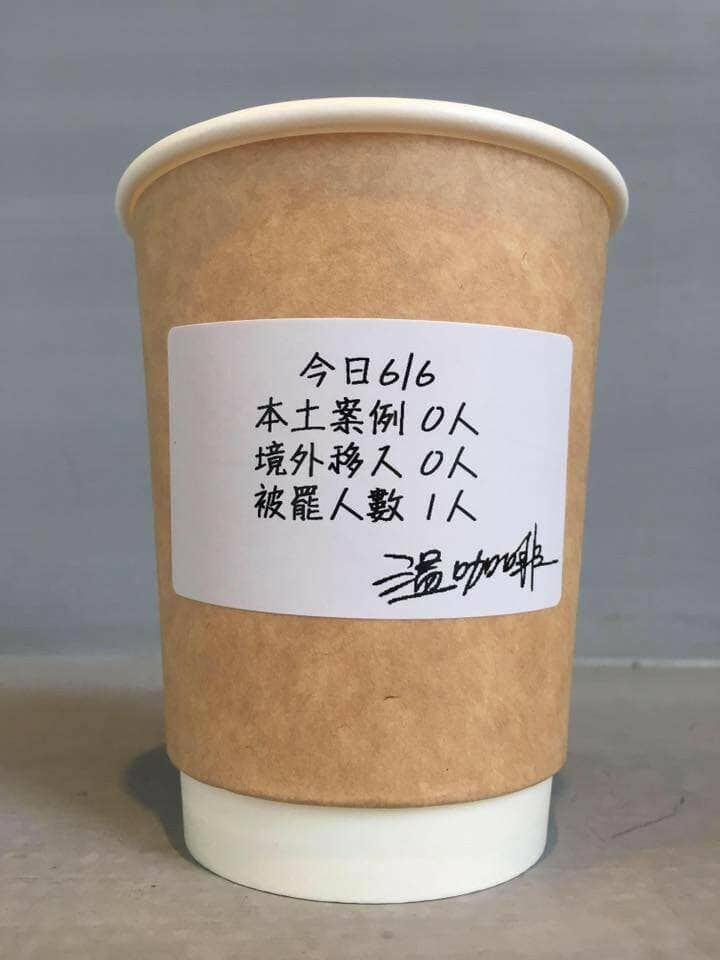 今日6/6
本土案例 0人
境外移入 0人
被罷人數 1人
溫咖啡